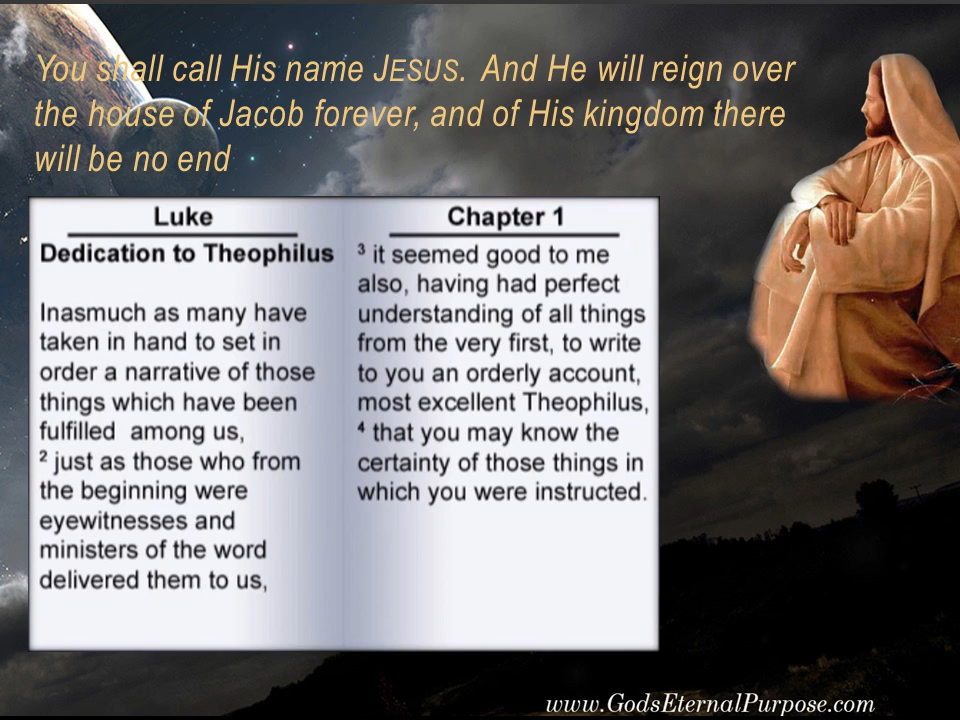 You shall call His name JESUS.  And He will reign over
the house of Jacob forever, and of His kingdom there
will be no end
Luke
Dedication to Theophilus
Inasmuch as many have
taken in hand to set in
order a narrative of those
things which have been
fulfilled  among us,
² just as those who from
the beginning were
eyewitnesses and
ministers of the word
delivered them to us,
Chapter 1
³ it seemed good to me
also, having had perfect
understanding of all things
from the very first, to write
to you an orderly account,
most excellent Theophilus,
⁴ that you may know the
certainty of those things in
which you were instructed.
www.GodsEternalPurpose.com